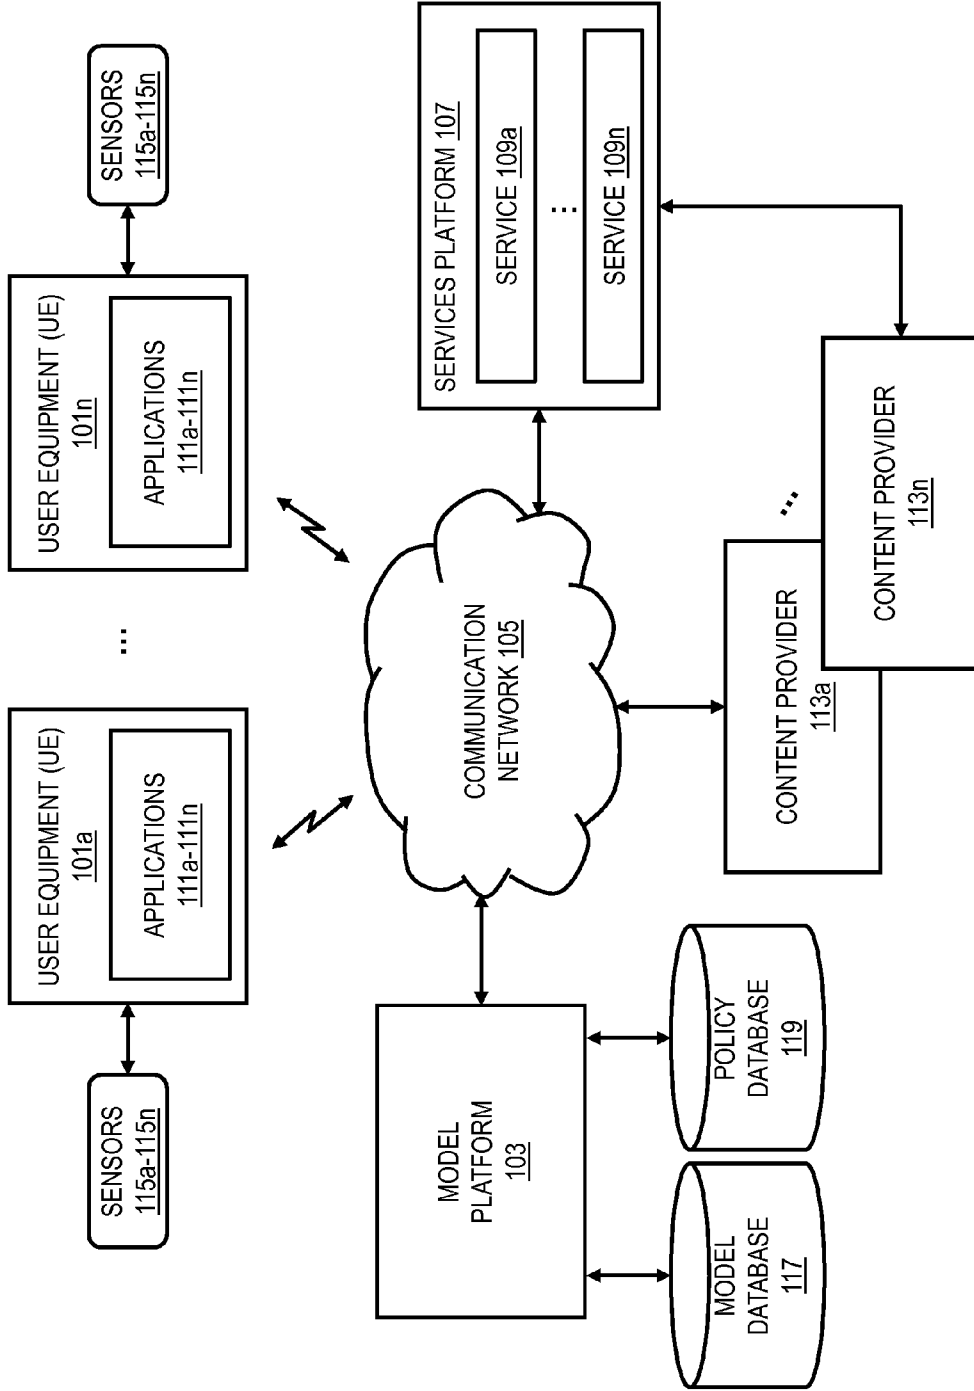 SENSORS
115a-115n
USER EQUIPMENT (UE)
101a
APPLICATIONS
111a-111n
...
USER EQUIPMENT (UE)
101n
APPLICATIONS
111a-111n
SENSORS
115a-115n
MODEL
PLATFORM
103
COMMUNICATION
NETWORK 105
SERVICES PLATFORM 107
SERVICE 109a
...
SERVICE 109n
MODEL
DATABASE
117
POLICY
DATABASE
119
CONTENT PROVIDER
113a
...
CONTENT PROVIDER
113n